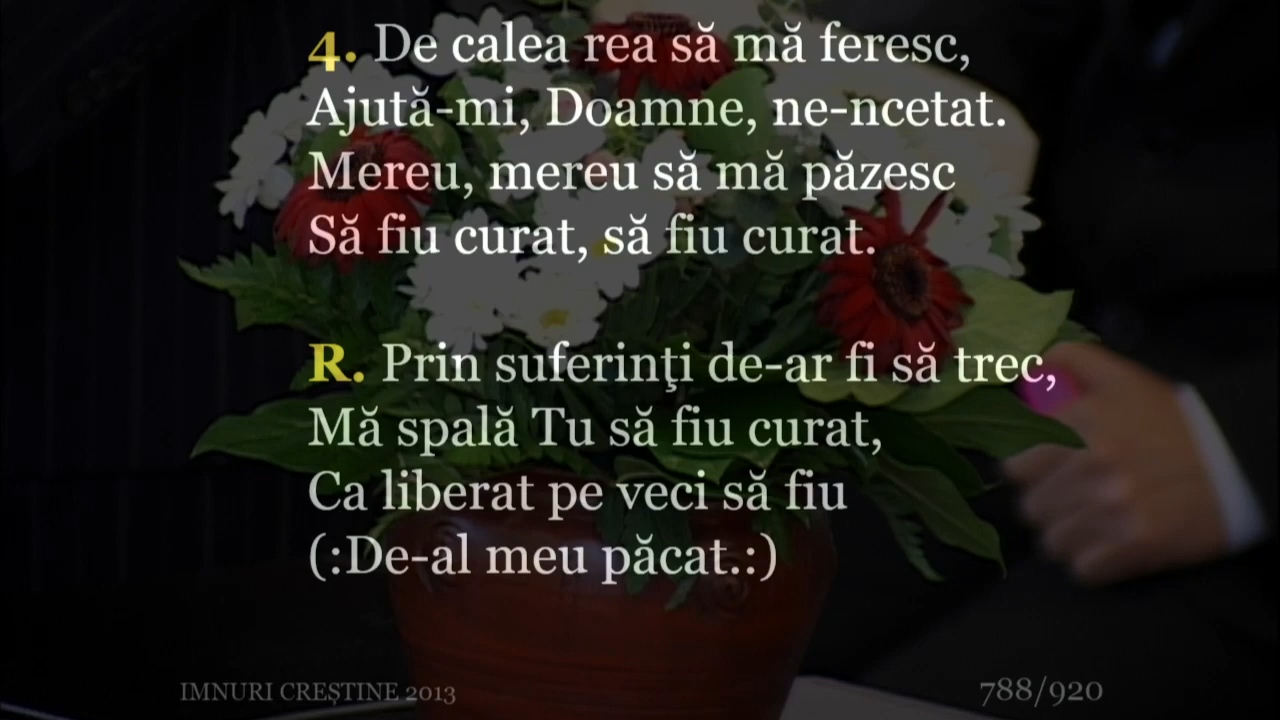 4. De calea rea să mă feresc,
Ajută-mi, Doamne, ne-ncetat.
Mereu, mereu să mă păzesc
Să fiu curat, să fiu curat.
R. Prin suferinţi de-ar fi să trec,
Mă spală Tu să fiu curat,
Ca liberat pe veci să fiu
(:De-al meu păcat.:)
IMNURI CREȘTINE 2013
788/920